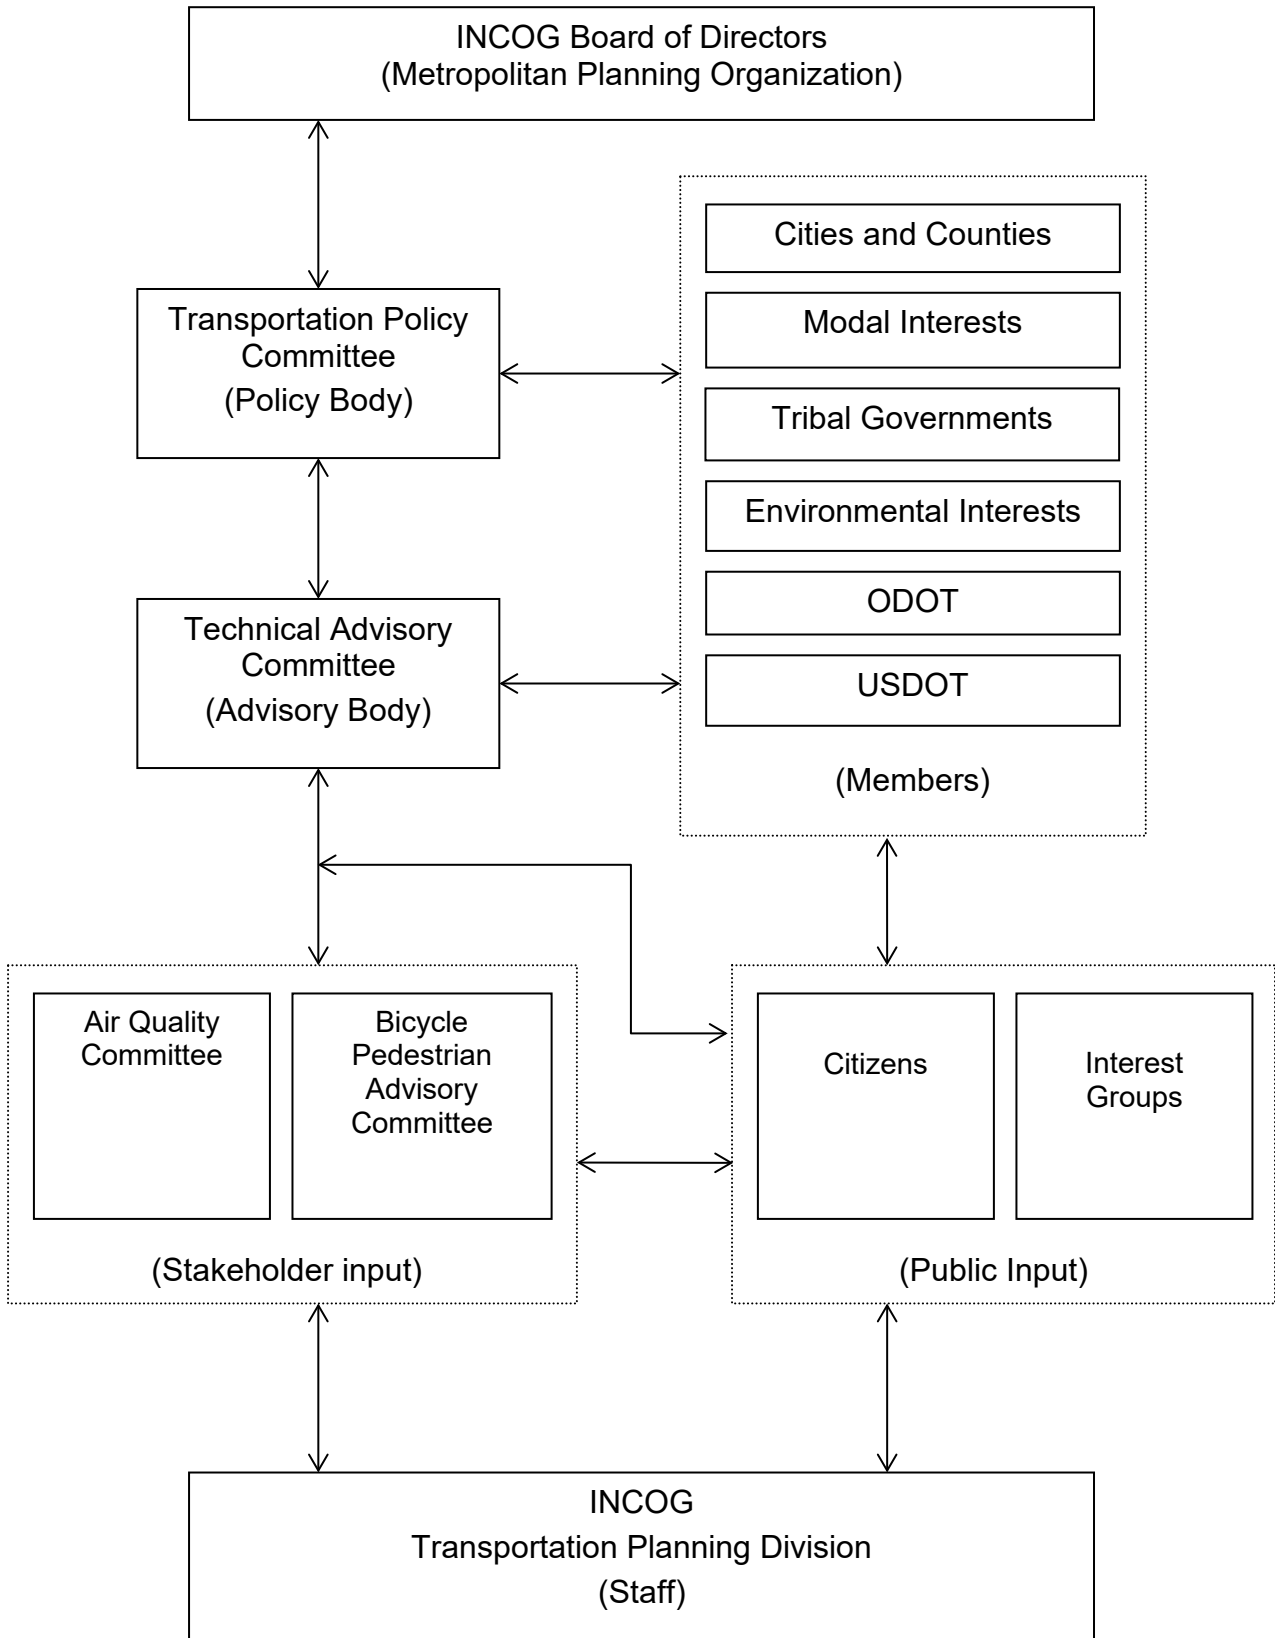 INCOG Board of Directors
(Metropolitan Planning Organization)
Transportation Policy
Committee
(Policy Body)
Technical Advisory
Committee
(Advisory Body)
Cities and Counties
Modal Interests
Tribal Governments
Environmental Interests
ODOT
USDOT
(Members)
Air Quality
Committee
Bicycle
Pedestrian
Advisory
Committee
(Stakeholder input)
Citizens
Interest
Groups
(Public Input)
INCOG
Transportation Planning Division
(Staff)